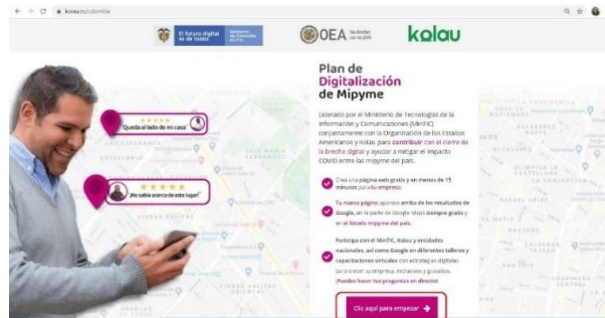 kolau.es/colombia
El futuro digital
es de todos
Gobierno
de Colombia
MinTIC
OEA
kolau
Plan de
Digitalización
de Mipyme
Liderado por el Ministerio de Tecnologías de la
Información y Comunicaciones (MinTIC)
conjuntamente con la Organización de los Estados
Americanos y Kolau para contribuir con el cierre de
la brecha digital y ayudar a mitigar el impacto
COVID entre las mipyme del país.
Queda al lado de mi casa
¡No sabía acerca de este lugar!
Crea una página web gratis y en menos de 15
minutos para tu empresa.
Tu nueva página aparece arriba de los resultados de
Google, en la parte de Google Maps siempre gratis y
en el listado mipyme del país.
Participa con el MinTIC, Kolau y entidades
nacionales, así como Google en diferentes talleres y
capacitaciones virtuales con estrategias digitales
para crecer tu empresa, inclusivas y gratuitas.
¡Puedes hacer tus preguntas en directo!
Clic aquí para empezar